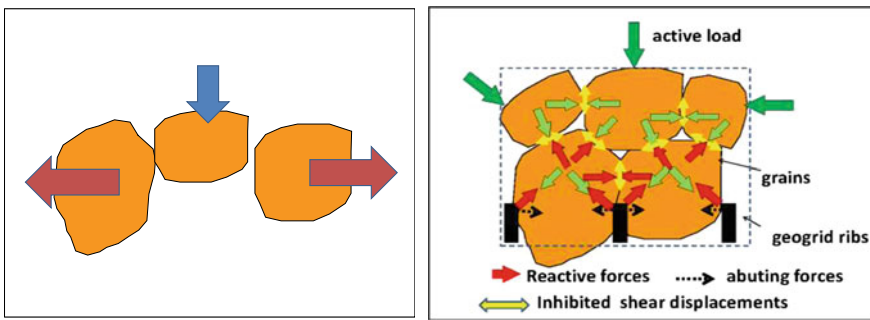 active load
grains
geogrid ribs
Reactive forces abuting forces
Inhibited shear displacements